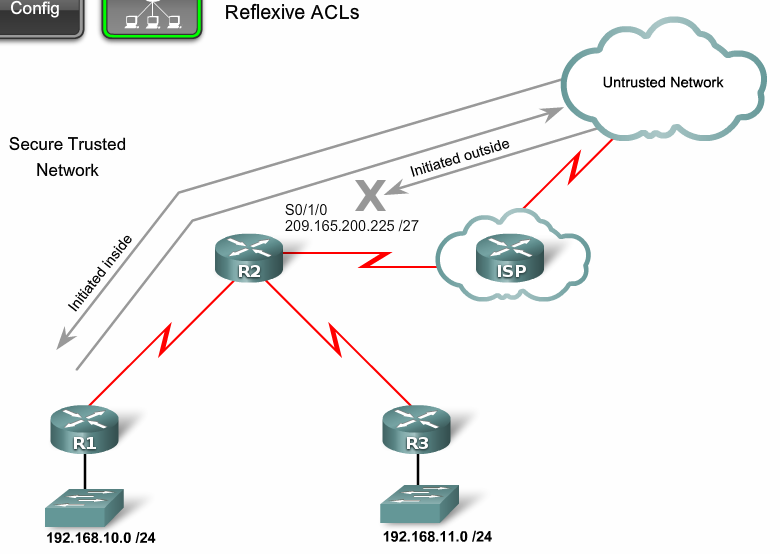 Config
Reflexive ACLs
Untrusted Network
Secure Trusted
Network
Initiated outside
Initiated inside
S0/1/0
209.165.200.225 /27
R2
ISP
R1
R3
192.168.10.0 /24
192.168.11.0 /24